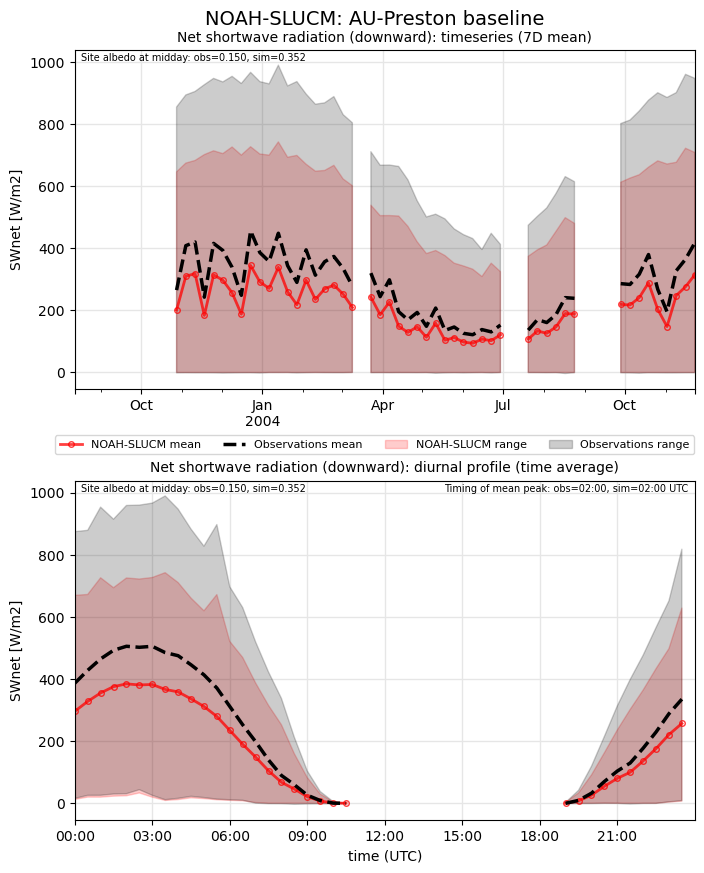 NOAH-SLUCM: AU-Preston baseline
Net shortwave radiation (downward): timeseries (7D mean)
Site albedo at midday: obs=0.150, sim=0.352
1000
800
600
400
200
0
SWnet [W/m2]
Oct Jan Apr Jul Oct
2004
NOAH-SLUCM mean Observations mean NOAH-SLUCM range Observations range
Net shortwave radiation (downward): diurnal profile (time average)
Site albedo at midday: obs=0.150, sim=0.352 Timing of mean peak: obs=02:00, sim=02:00 UTC
1000
800
600
400
200
0
SWnet [W/m2]
00:00 03:00 06:00 09:00 12:00 15:00 18:00 21:00
time (UTC)